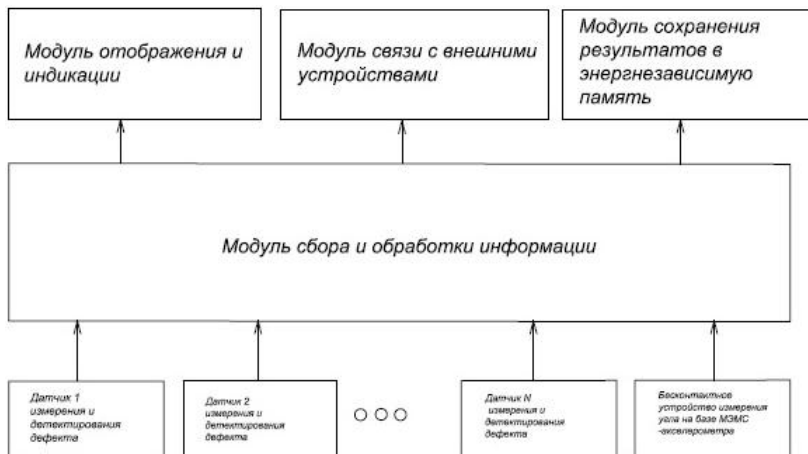 Модуль отображения и
индикации
Модуль связи с внешними
устройствами
Модуль сохранения
результатов в
энергнезависимую
память
Модуль сбора и обработки информации
Датчик 1
измерения и
детектирования
дефекта
Датчик 2
измерения и
детектирования
дефекта
Датчик N
измерения и
детектирования
дефекта
Бесконтактное
устройство измерения
угла на базе МЭМС
-акселерометра